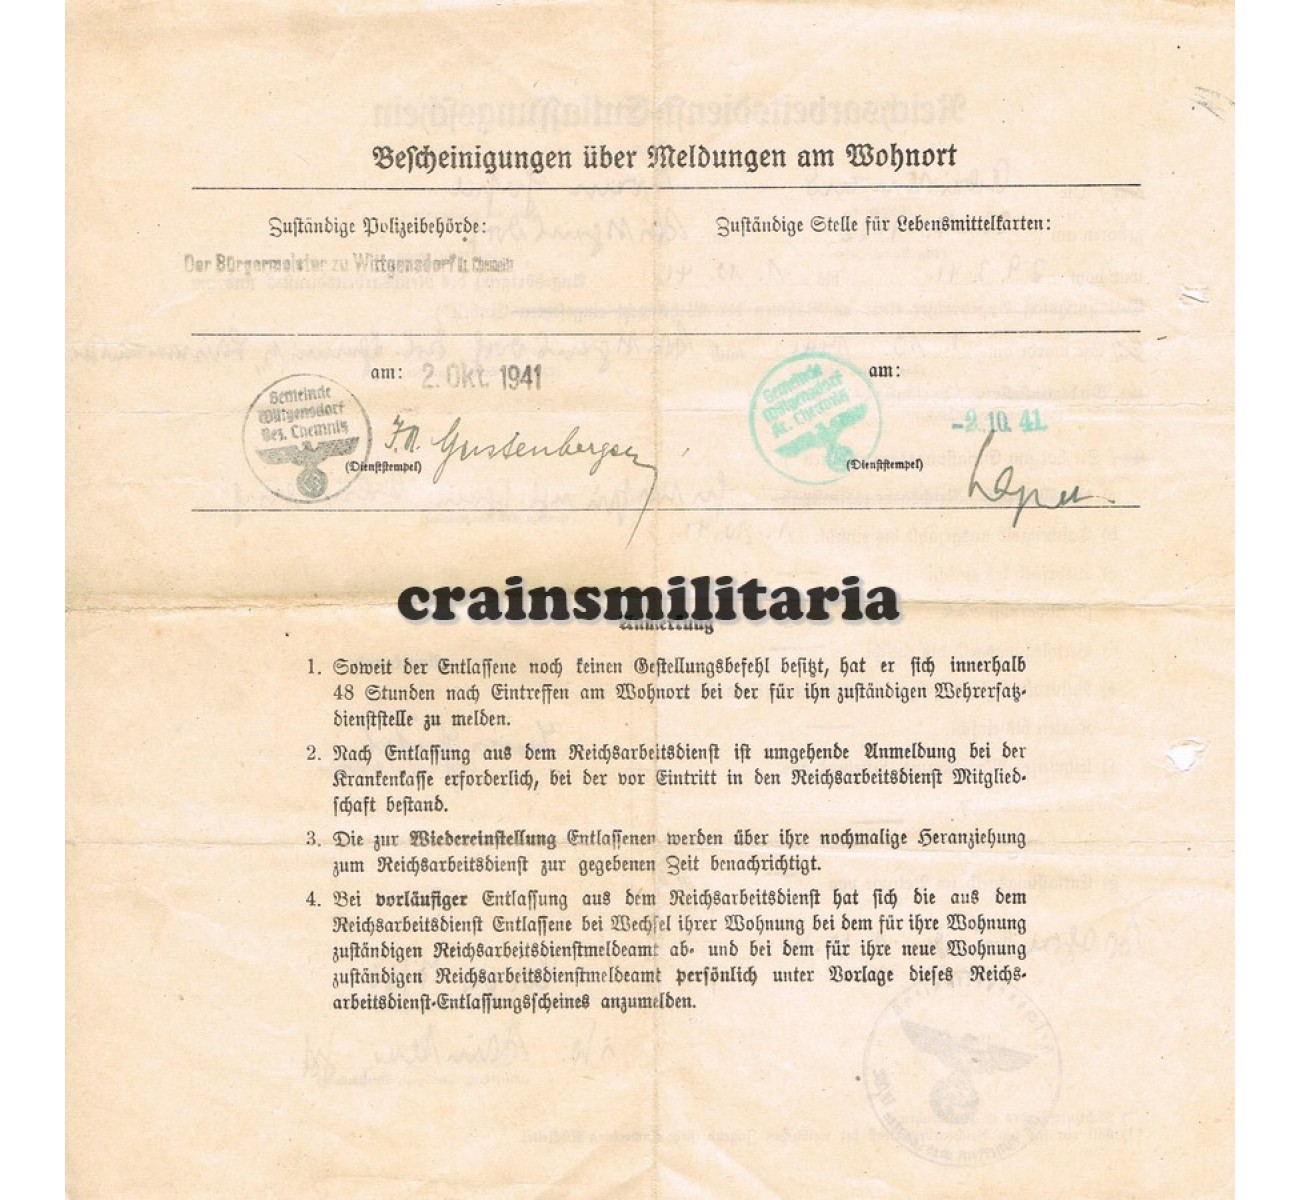 Bescheinigungen über Meldungen am Wohnort
Zuständige Polizeibehörde:
Zuständige Stelle für Lebensmittelkarten:
Der Bürgermeister zu Wittgensdorf Bz. Chemnitz
am: 2. Okt. 1941
am:
-2.10.41.
Gemeinde
Wittgensdorf
Bez. Chemnitz
(Dienststempel)
Gemeinde
Wittgensdorf
Bz. Chemnitz
(Dienststempel)
crainsmilitaria
Anmerkung
1. Soweit der Entlassene noch keinen Gestellungsbefehl besitzt, hat er sich innerhalb
48 Stunden nach Eintreffen am Wohnort bei der für ihn zuständigen Wehrersatz-
dienststelle zu melden.
2. Nach Entlassung aus dem Reichsarbeitsdienst ist umgehende Anmeldung bei der
Krankenkasse erforderlich, bei der vor Eintritt in den Reichsarbeitsdienst Mitglied-
schaft bestand.
3. Die zur Wiedereinstellung Entlassenen werden über ihre nochmalige Heranziehung
zum Reichsarbeitsdienst zur gegebenen Zeit benachrichtigt.
4. Bei vorläufiger Entlassung aus dem Reichsarbeitsdienst hat sich die aus dem
Reichsarbeitsdienst Entlassene bei Wechsel ihrer Wohnung bei dem für ihre Wohnung
zuständigen Reichsarbeitsdienstmeldeamt ab- und bei dem für ihre neue Wohnung
zuständigen Reichsarbeitsdienstmeldeamt persönlich unter Vorlage dieses Reichs-
arbeitsdienst-Entlassungsscheines anzumelden.